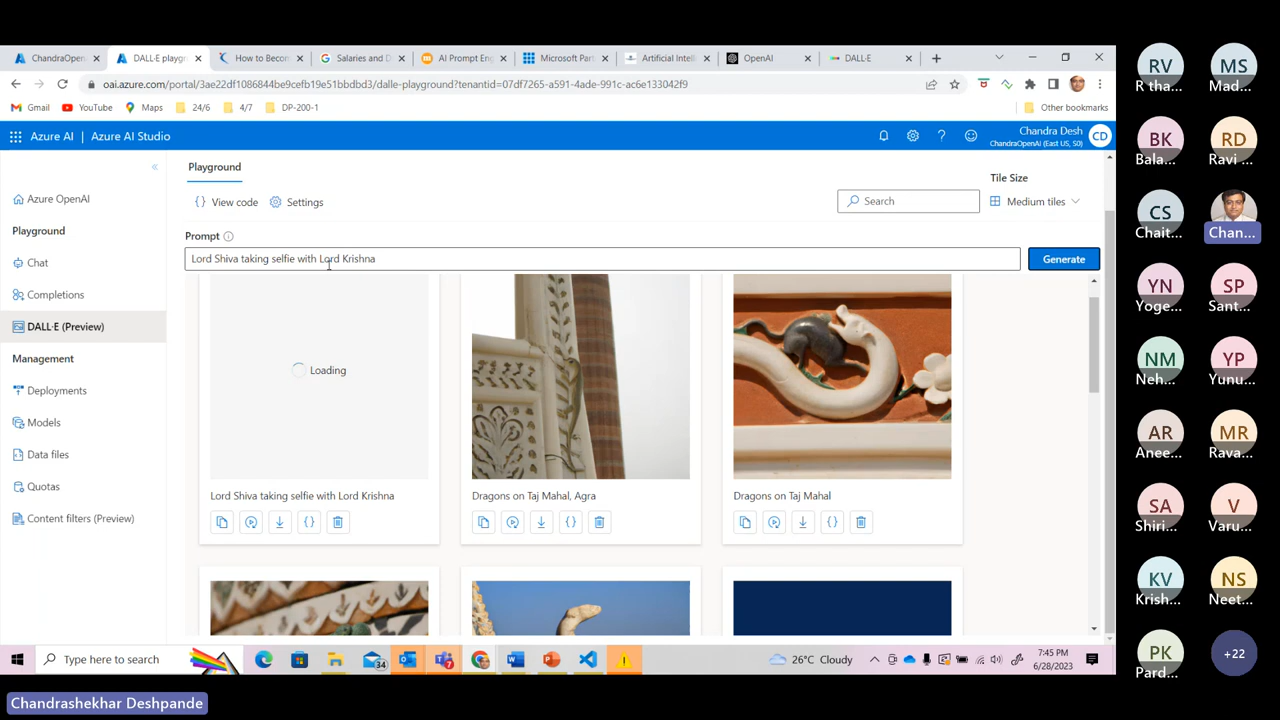 ChandraOpen
DALL·E playg
How to Becor
Salaries and D
AI Prompt Eng
Microsoft Part
Artificial Intelli
OpenAI
DALL-E
oai.azure.com/portal/3ae22df1086844be9cefb19e51bbdbd3/dalle-playground?tenantid=07df7265-a591-4ade-991c-ac6e133042f9
Gmail
YouTube
Maps
24/6
4/7
DP-200-1
Other bookmarks
Azure AI | Azure AI Studio
Chandra Desh
ChandraOpenAI (East US, S0)
CD
Azure OpenAI
Playground
Chat
Completions
DALL·E (Preview)
Management
Deployments
Models
Data files
Quotas
Content filters (Preview)
Playground
Tile Size
View code
Settings
Search
Medium tiles
Prompt
Lord Shiva taking selfie with Lord Krishna
Generate
Loading
Lord Shiva taking selfie with Lord Krishna
Dragons on Taj Mahal, Agra
Dragons on Taj Mahal
Type here to search
34
26°C Cloudy
7:45 PM
6/28/2023
RV
R tha...
MS
Mad...
BK
Bala...
RD
Ravi ...
CS
Chait...
Chan...
YN
Yoge...
SP
Sant...
NM
Neh...
YP
Yunu...
AR
Anee...
MR
Rava...
SA
Shiri...
V
Varu...
KV
Krish...
NS
Neet...
PK
Pard...
+22
Chandrashekhar Deshpande